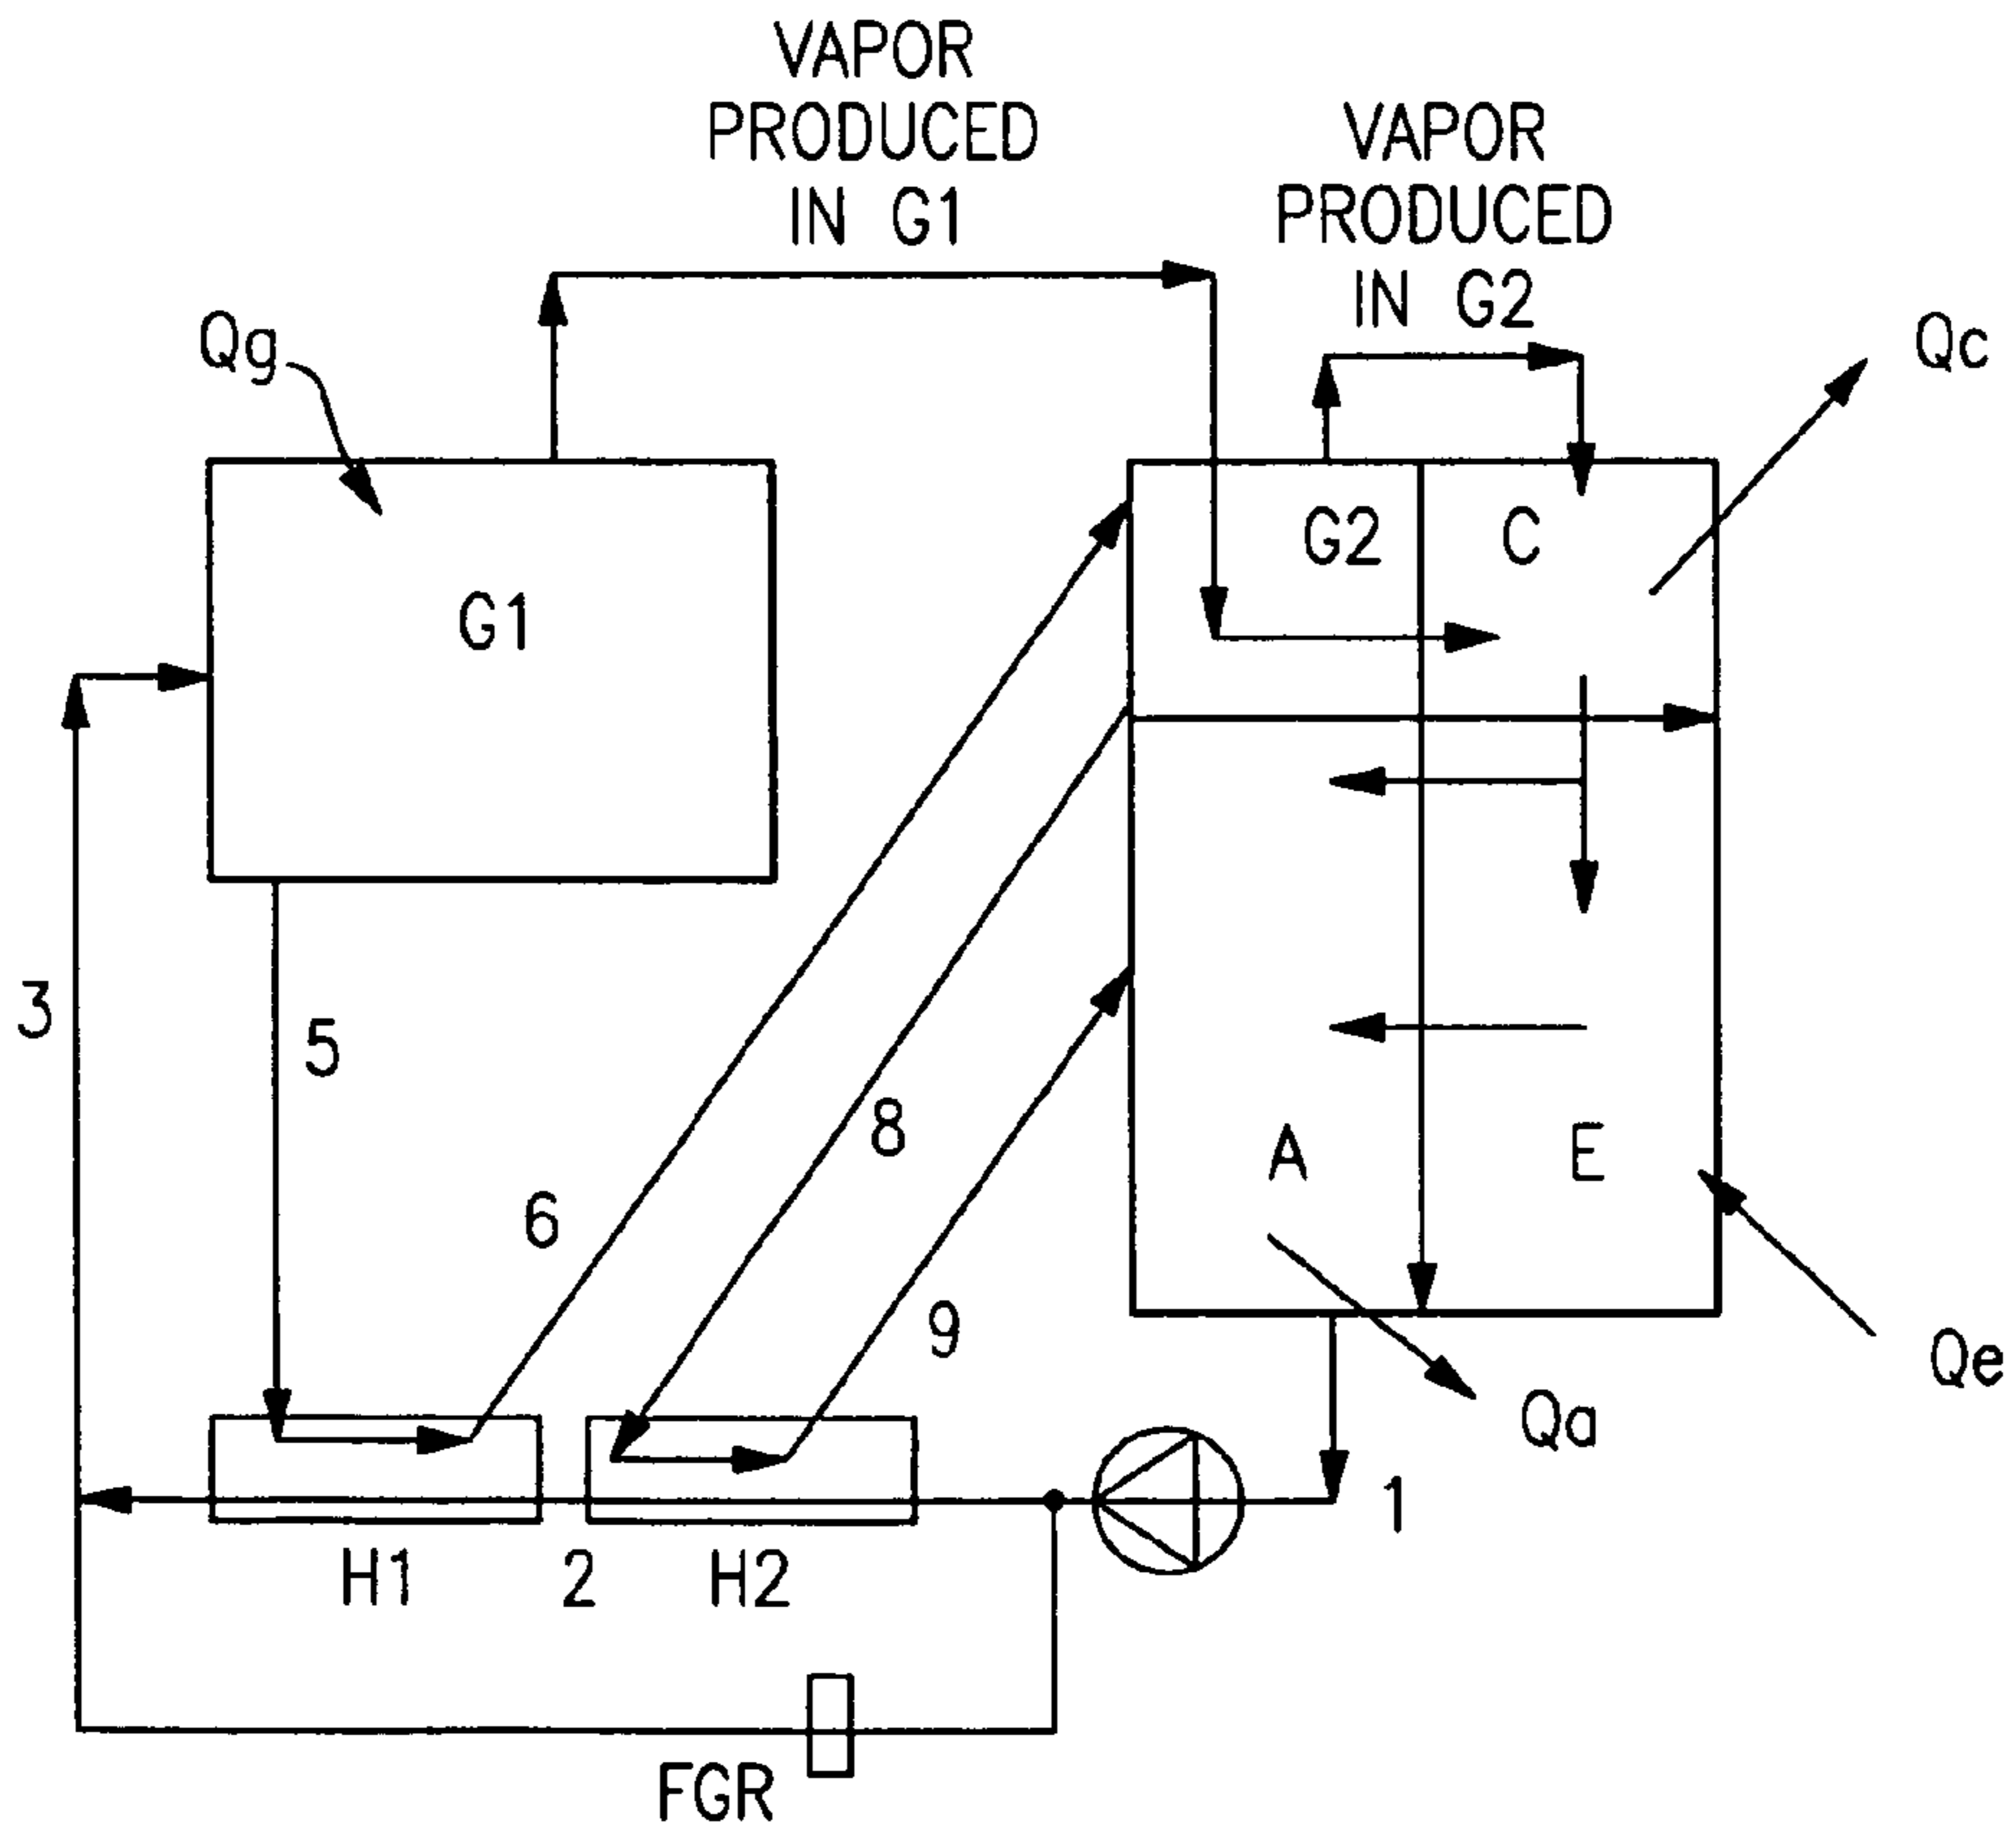 VAPOR
PRODUCED
IN G1
VAPOR
PRODUCED
IN G2
Qg
Qc
G1
G2
C
3
5
6
8
9
A
E
Qe
Qa
1
H1
2
H2
FGR